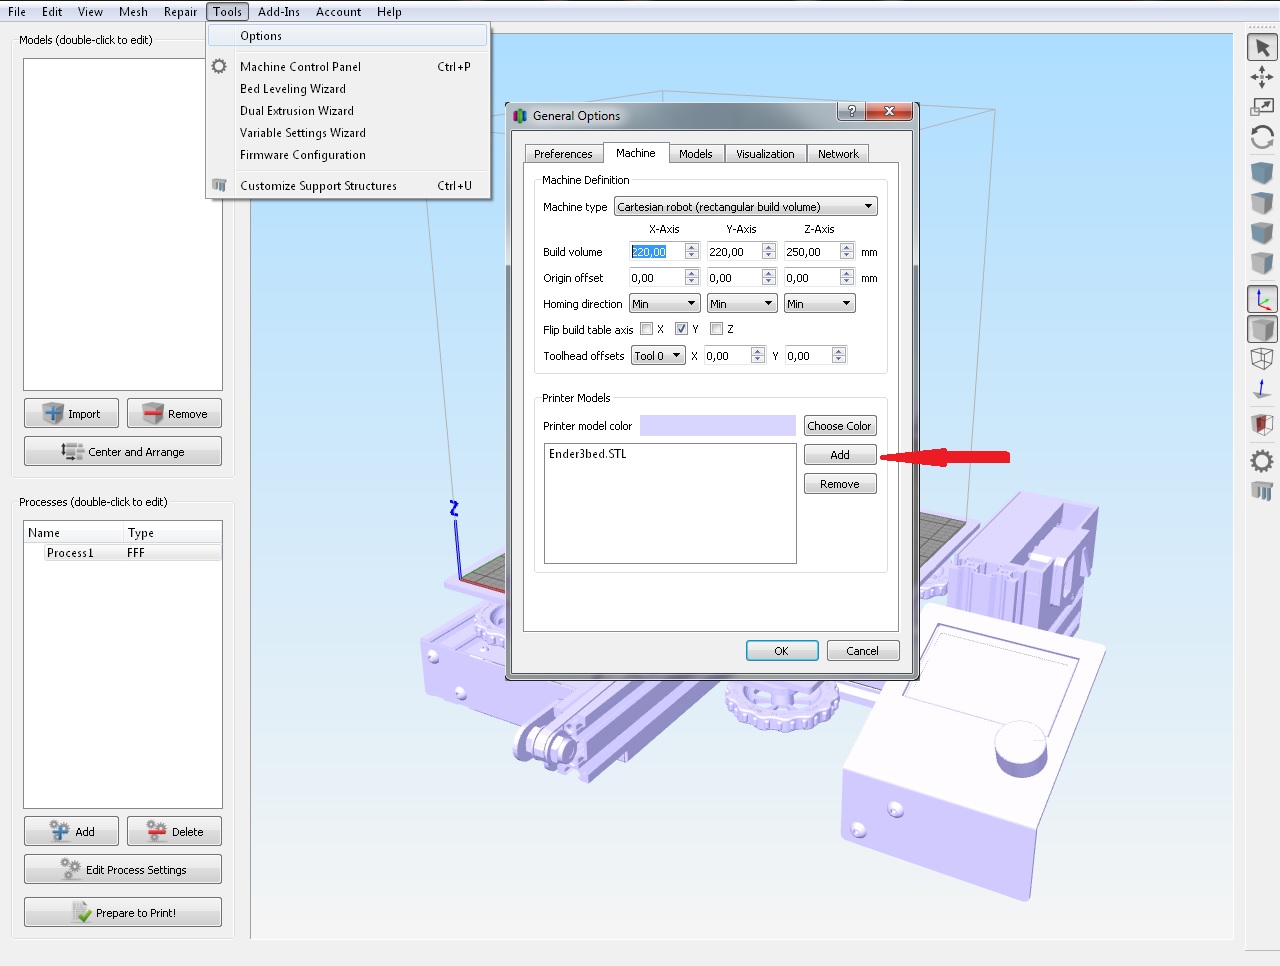 File Edit View Mesh Repair Tools Add-Ins Account Help
Models (double-click to edit)
Options
Machine Control Panel Ctrl+P
Bed Leveling Wizard
Dual Extrusion Wizard
Variable Settings Wizard
Firmware Configuration
Customize Support Structures Ctrl+U
Import Remove
Center and Arrange
Processes (double-click to edit)
Name Type
Process1 FFF
Add Delete
Edit Process Settings
Prepare to Print!
General Options
?
Preferences Machine Models Visualization Network
Machine Definition
Machine type Cartesian robot (rectangular build volume)
X-Axis Y-Axis Z-Axis
Build volume 220,00 220,00 250,00 mm
Origin offset 0,00 0,00 0,00 mm
Homing direction Min Min Min
Flip build table axis X Y Z
Toolhead offsets Tool 0 X 0,00 Y 0,00
Printer Models
Printer model color Choose Color
Ender3bed.STL Add
Remove
OK Cancel
Z